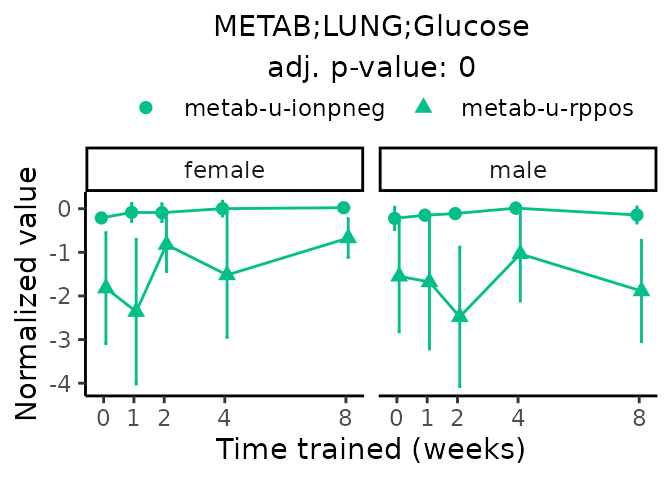 METAB;LUNG;Glucose
adj. p-value: 0
metab-u-ionpneg metab-u-rppos
female male
Normalized value
0
-1
-2
-3
-4
0 1 2 4 8 0 1 2 4 8
Time trained (weeks)